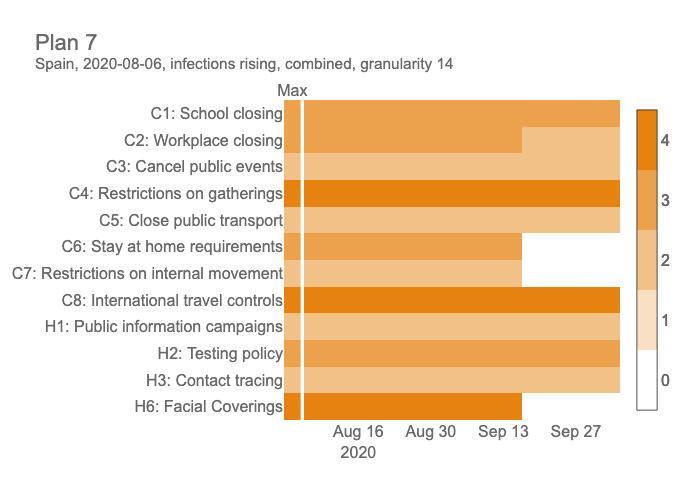 Plan 7
Spain, 2020-08-06, infections rising, combined, granularity 14
Max
C1: School closing
C2: Workplace closing
C3: Cancel public events
C4: Restrictions on gatherings
C5: Close public transport
C6: Stay at home requirements
C7: Restrictions on internal movement
C8: International travel controls
H1: Public information campaigns
H2: Testing policy
H3: Contact tracing
H6: Facial Coverings
Aug 16 Aug 30 Sep 13 Sep 27
2020
4
3
2
1
0